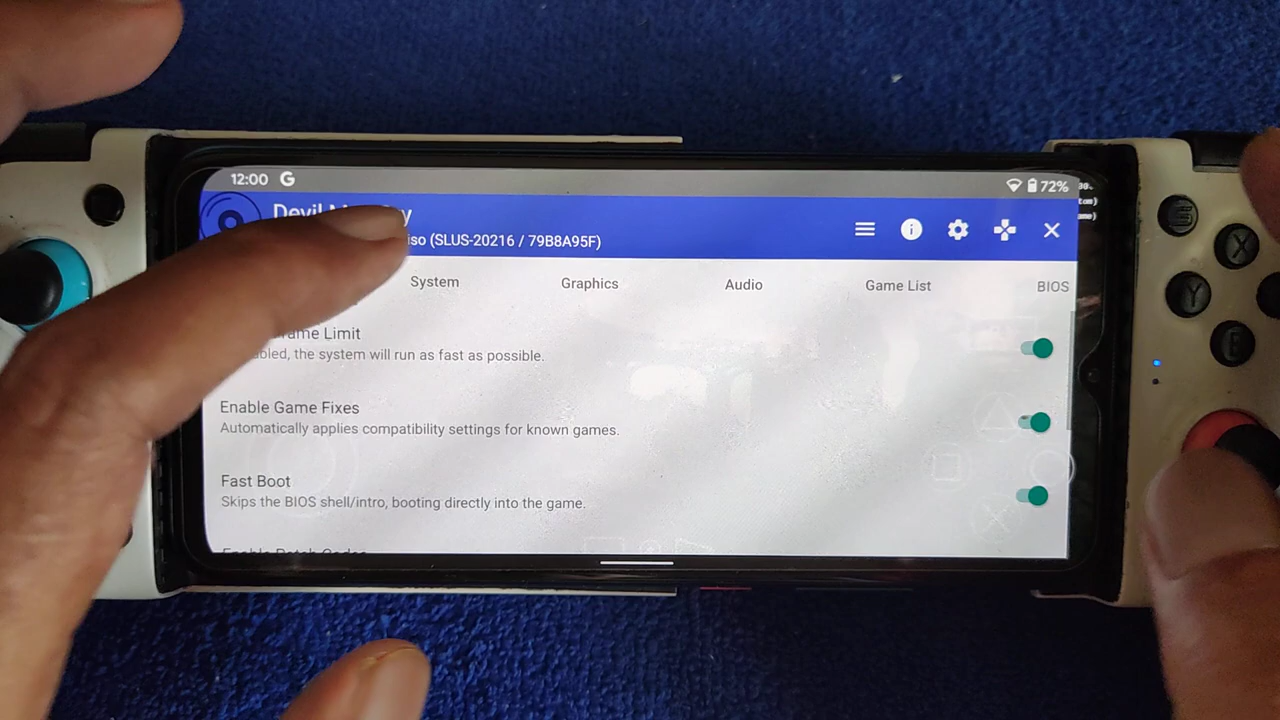 12:00 G
72%
Devil
iso (SLUS-20216 / 79B8A95F)
System Graphics Audio Game List BIOS
rame Limit
abled, the system will run as fast as possible.
Enable Game Fixes
Automatically applies compatibility settings for known games.
Fast Boot
Skips the BIOS shell/intro, booting directly into the game.
X
Y